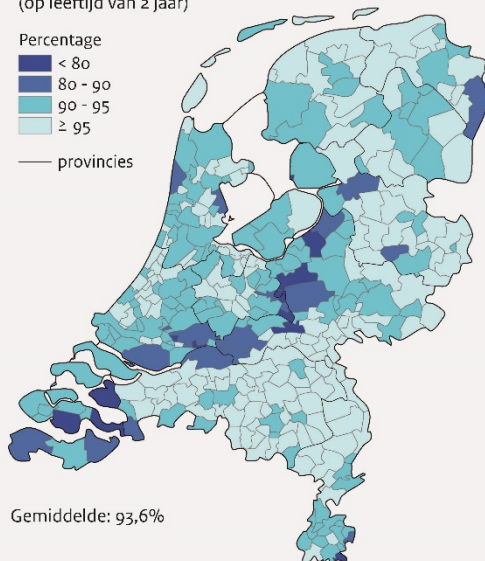 (op leeftijd van 2 jaar)
Percentage
< 80
80 - 90
90 - 95
≥ 95
provincies
Gemiddelde: 93,6%